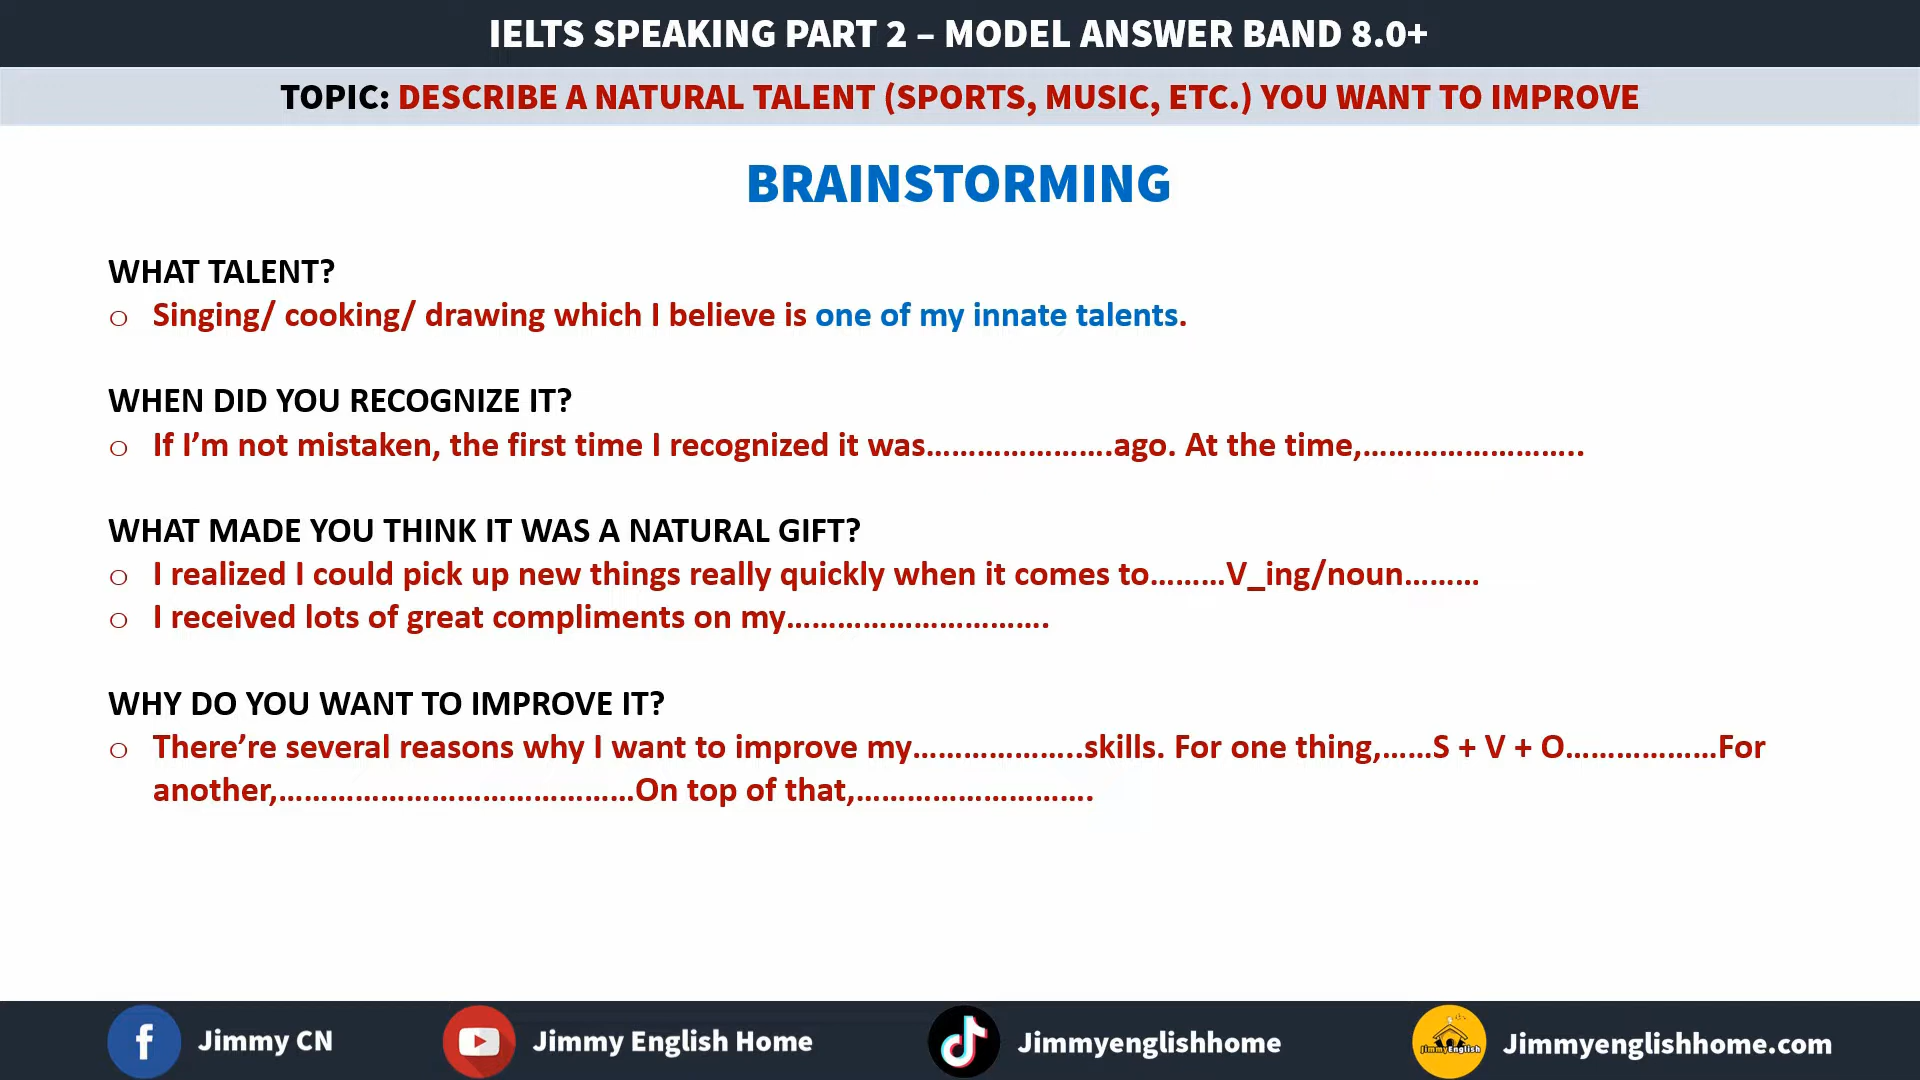 IELTS SPEAKING PART 2 – MODEL ANSWER BAND 8.0+
TOPIC: DESCRIBE A NATURAL TALENT (SPORTS, MUSIC, ETC.) YOU WANT TO IMPROVE
BRAINSTORMING
WHAT TALENT?
o Singing/ cooking/ drawing which I believe is one of my innate talents.
WHEN DID YOU RECOGNIZE IT?
o If I’m not mistaken, the first time I recognized it was………………….ago. At the time,……………………..
WHAT MADE YOU THINK IT WAS A NATURAL GIFT?
o I realized I could pick up new things really quickly when it comes to………V_ing/noun………
o I received lots of great compliments on my………………………….
WHY DO YOU WANT TO IMPROVE IT?
o There’re several reasons why I want to improve my………………..skills. For one thing,……S + V + O………………For
another,……………………………………On top of that,……………………….
Jimmy CN
Jimmy English Home
Jimmyenglishhome
JimmyEnglish
Jimmyenglishhome.com